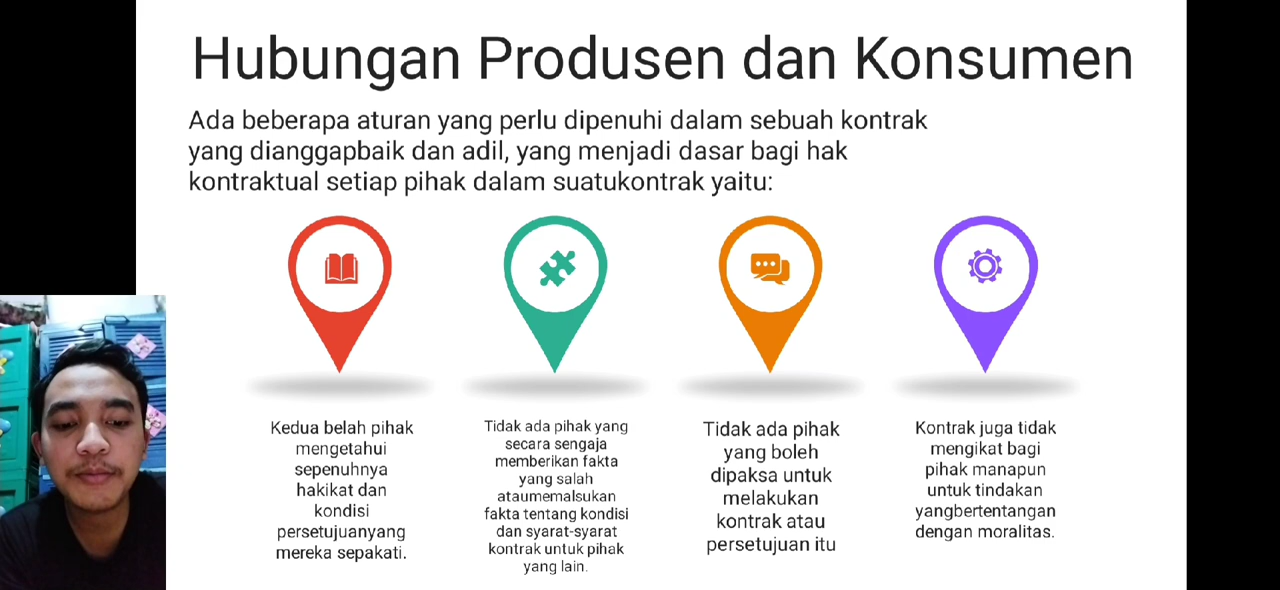 Hubungan Produsen dan Konsumen
Ada beberapa aturan yang perlu dipenuhi dalam sebuah kontrak
yang dianggapbaik dan adil, yang menjadi dasar bagi hak
kontraktual setiap pihak dalam suatukontrak yaitu:
Kedua belah pihak
mengetahui
sepenuhnya
hakikat dan
kondisi
persetujuanyang
mereka sepakati.
Tidak ada pihak yang
secara sengaja
memberikan fakta
yang salah
ataumemalsukan
fakta tentang kondisi
dan syarat-syarat
kontrak untuk pihak
yang lain.
Tidak ada pihak
yang boleh
dipaksa untuk
melakukan
kontrak atau
persetujuan itu
Kontrak juga tidak
mengikat bagi
pihak manapun
untuk tindakan
yangbertentangan
dengan moralitas.